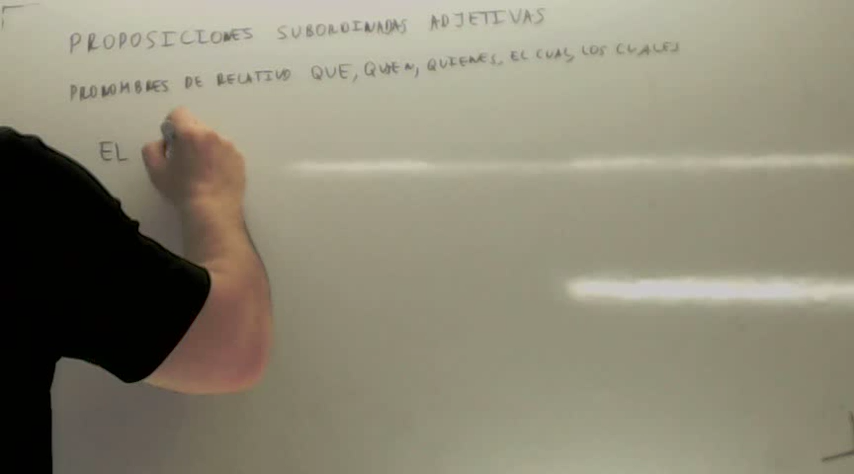 PROPOSICIONES SUBORDINADAS ADJETIVAS
PRONOMBRES DE RELATIVO QUE, QUIEN, QUIENES, EL CUAL, LOS CUALES
EL